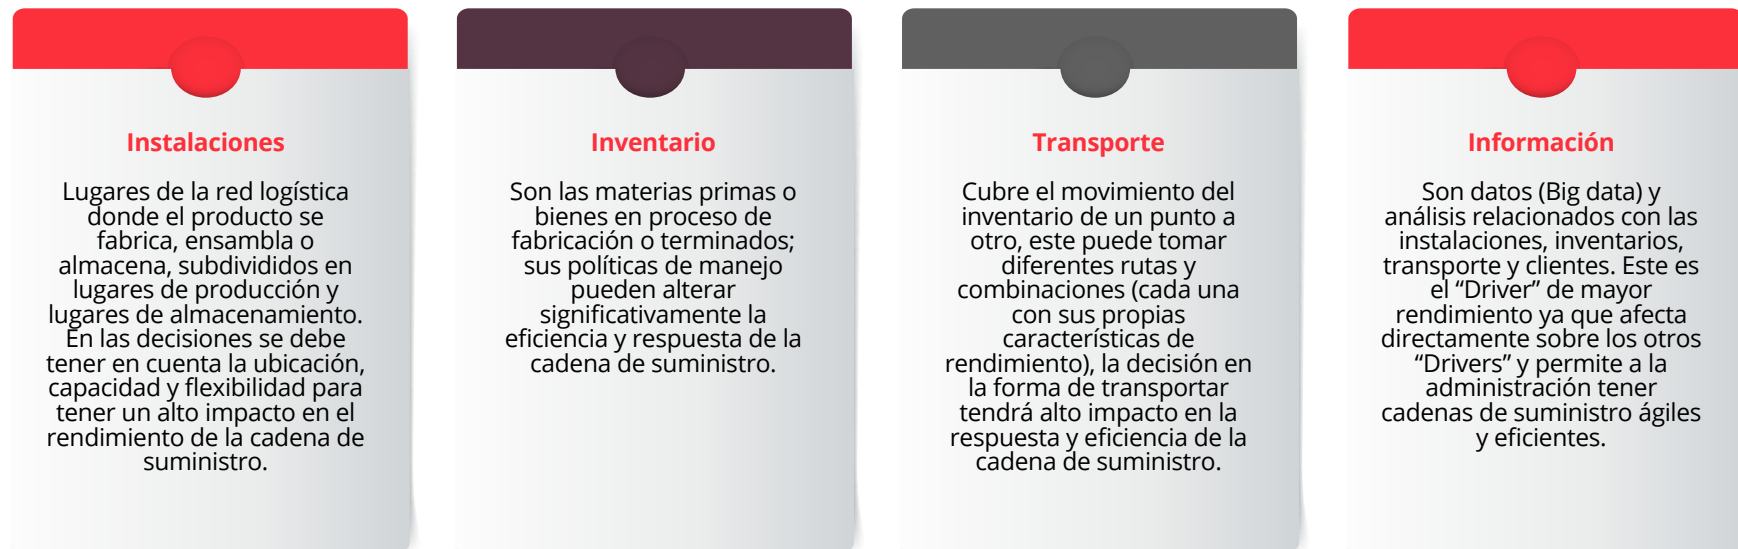 Instalaciones
Lugares de la red logística
donde el producto se
fabrica, ensambla o
almacena, subdivididos en
lugares de producción y
lugares de almacenamiento.
En las decisiones se debe
tener en cuenta la ubicación,
capacidad y flexibilidad para
tener un alto impacto en el
rendimiento de la cadena de
suministro.
Inventario
Son las materias primas o
bienes en proceso de
fabricación o terminados;
sus políticas de manejo
pueden alterar
significativamente la
eficiencia y respuesta de la
cadena de suministro.
Transporte
Cubre el movimiento del
inventario de un punto a
otro, este puede tomar
diferentes rutas y
combinaciones (cada una
con sus propias
características de
rendimiento), la decisión en
la forma de transportar
tendrá alto impacto en la
respuesta y eficiencia de la
cadena de suministro.
Información
Son datos (Big data) y
análisis relacionados con las
instalaciones, inventarios,
transporte y clientes. Este es
el “Driver” de mayor
rendimiento ya que afecta
directamente sobre los otros
“Drivers” y permite a la
administración tener
cadenas de suministro ágiles
y eficientes.